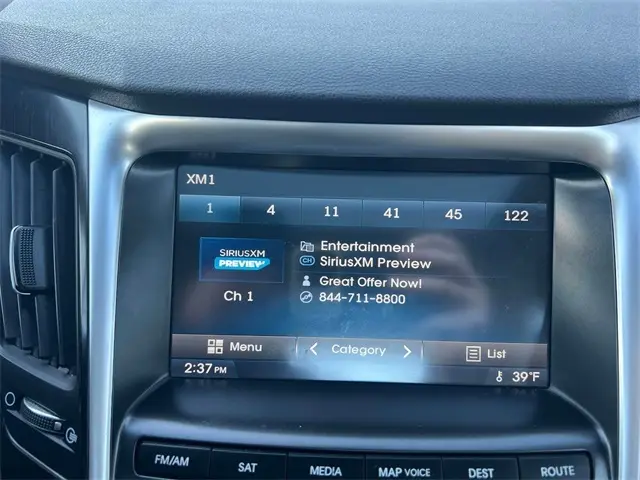 XM1
1 4 11 41 45 122
SIRIUSXM
PREVIEW
Ch 1
Entertainment
CH SiriusXM Preview
Great Offer Now!
844-711-8800
Menu < Category > List
2:37 PM 39°F
FM/AM SAT MEDIA MAP VOICE DEST ROUTE